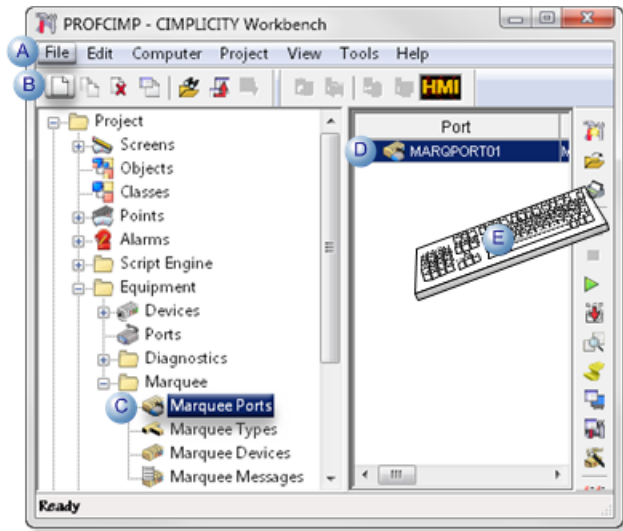 PROFCIMP - CIMPLICITY Workbench
A File Edit Computer Project View Tools Help
B HMI
Project
Screens
Objects
Classes
Points
Alarms
Script Engine
Equipment
Devices
Ports
Diagnostics
Marquee
C Marquee Ports
Marquee Types
Marquee Devices
Marquee Messages
Port
D MARQPORT01 M
E
Ready